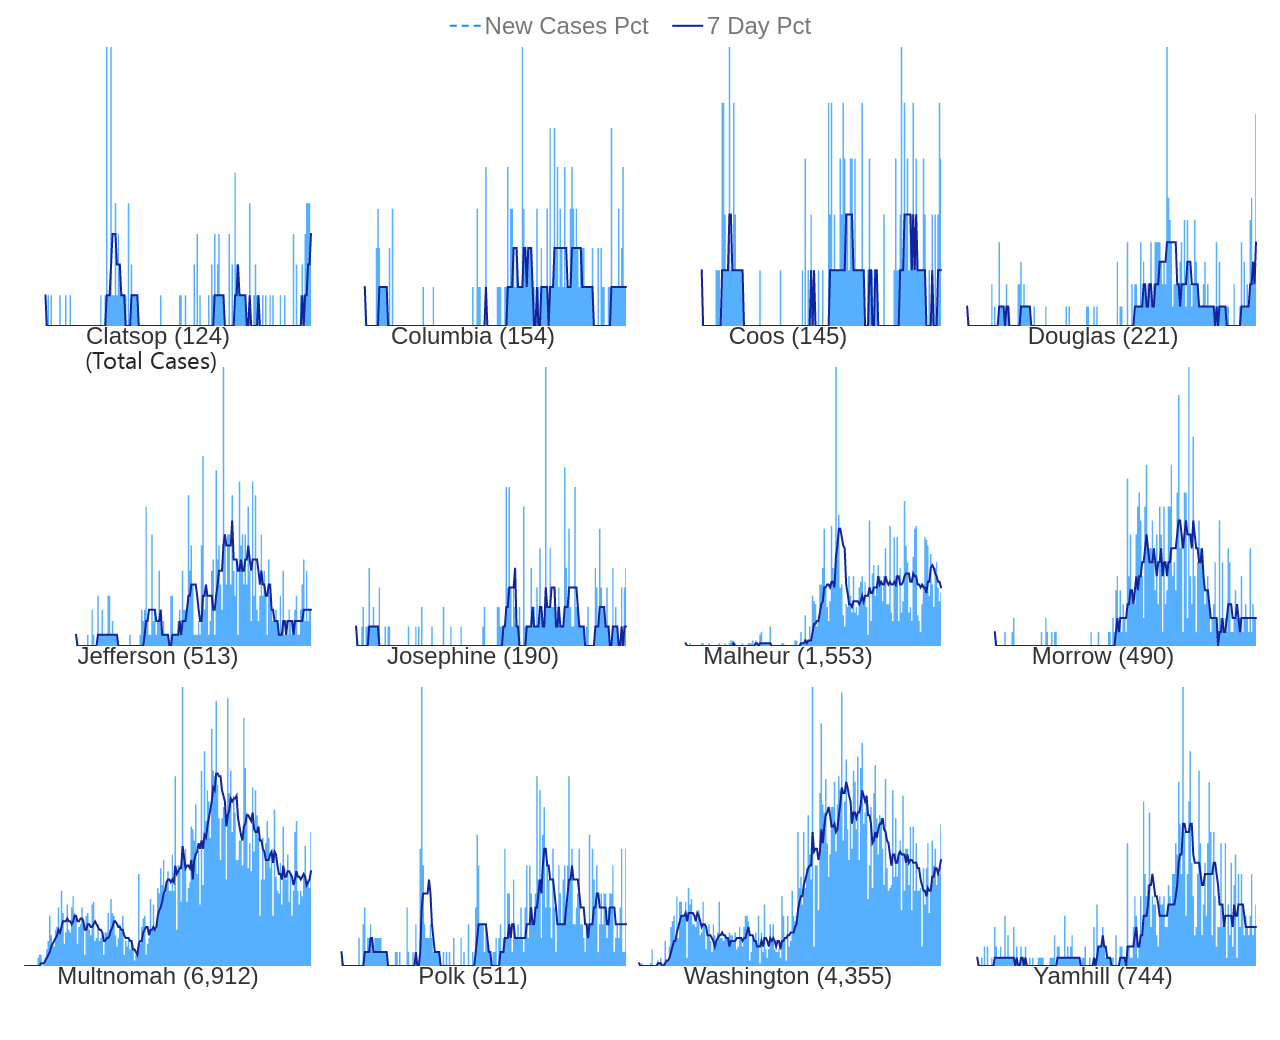 New Cases Pct 7 Day Pct
Clatsop (124) Columbia (154) Coos (145) Douglas (221)
(Total Cases)
Jefferson (513) Josephine (190) Malheur (1,553) Morrow (490)
Multnomah (6,912) Polk (511) Washington (4,355) Yamhill (744)